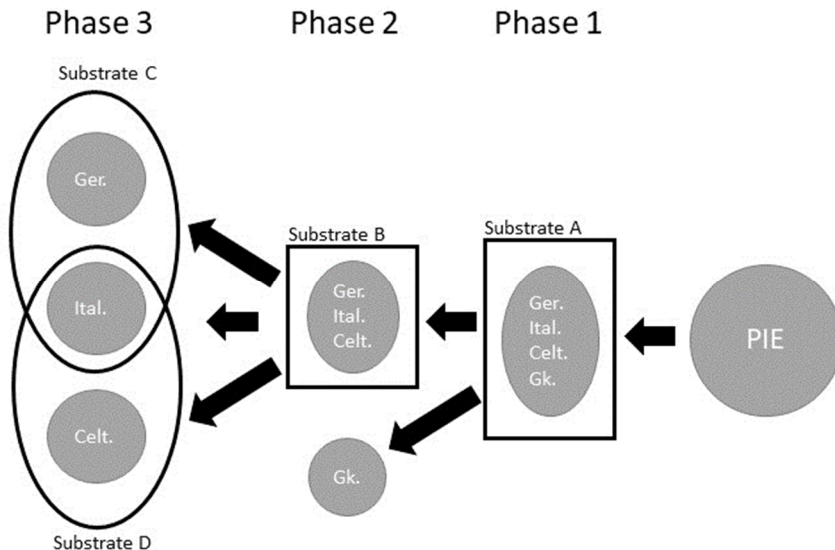 Phase 3
Phase 2
Phase 1
Substrate C
Ger.
Ital.
Celt.
Substrate D
Substrate B
Ger.
Ital.
Celt.
Gk.
Substrate A
Ger.
Ital.
Celt.
Gk.
PIE